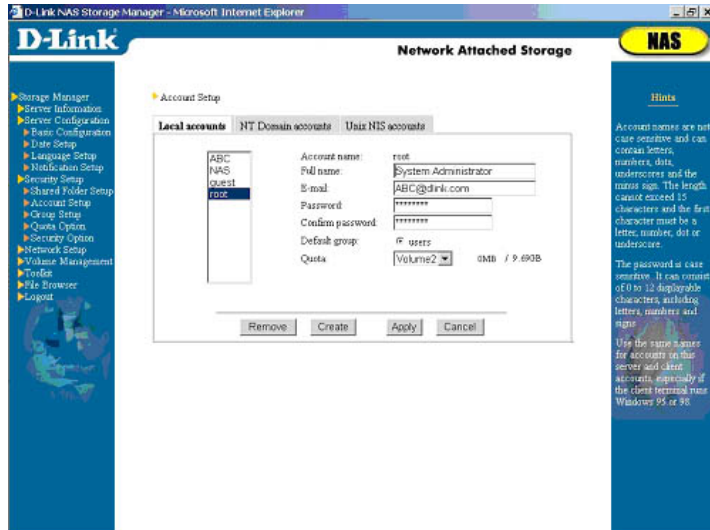 D-Link NAS Storage Manager - Microsoft Internet Explorer
D-Link
Network Attached Storage
NAS
Storage Manager
Server Information
Server Configuration
Basic Configuration
Date Setup
Language Setup
Notification Setup
Security Setup
Shared Folder Setup
Account Setup
Group Setup
Quota Option
Security Option
Network Setup
Volume Management
Toolkit
File Browser
Logout
Account Setup
Local accounts NT Domain accounts Unix NIS accounts
ABC
NAS
guest
root
Account name: root
Full name: System Administrator
E-mail: ABC@dlink.com
Password: ********
Confirm password: ********
Default group: users
Quota: Volume2 0MB / 9.69GB
Remove Create Apply Cancel
Hints
Account names are not
case sensitive and can
contain letters,
numbers, dots,
underscores and the
minus sign. The length
cannot exceed 15
characters and the first
character must be a
letter, number, dot or
underscore.
The password is case
sensitive. It can consist
of 0 to 12 displayable
characters, including
letters, numbers and
signs.
Use the same names
for accounts on this
server and client
accounts, especially if
the client terminal runs
Windows 95 or 98.